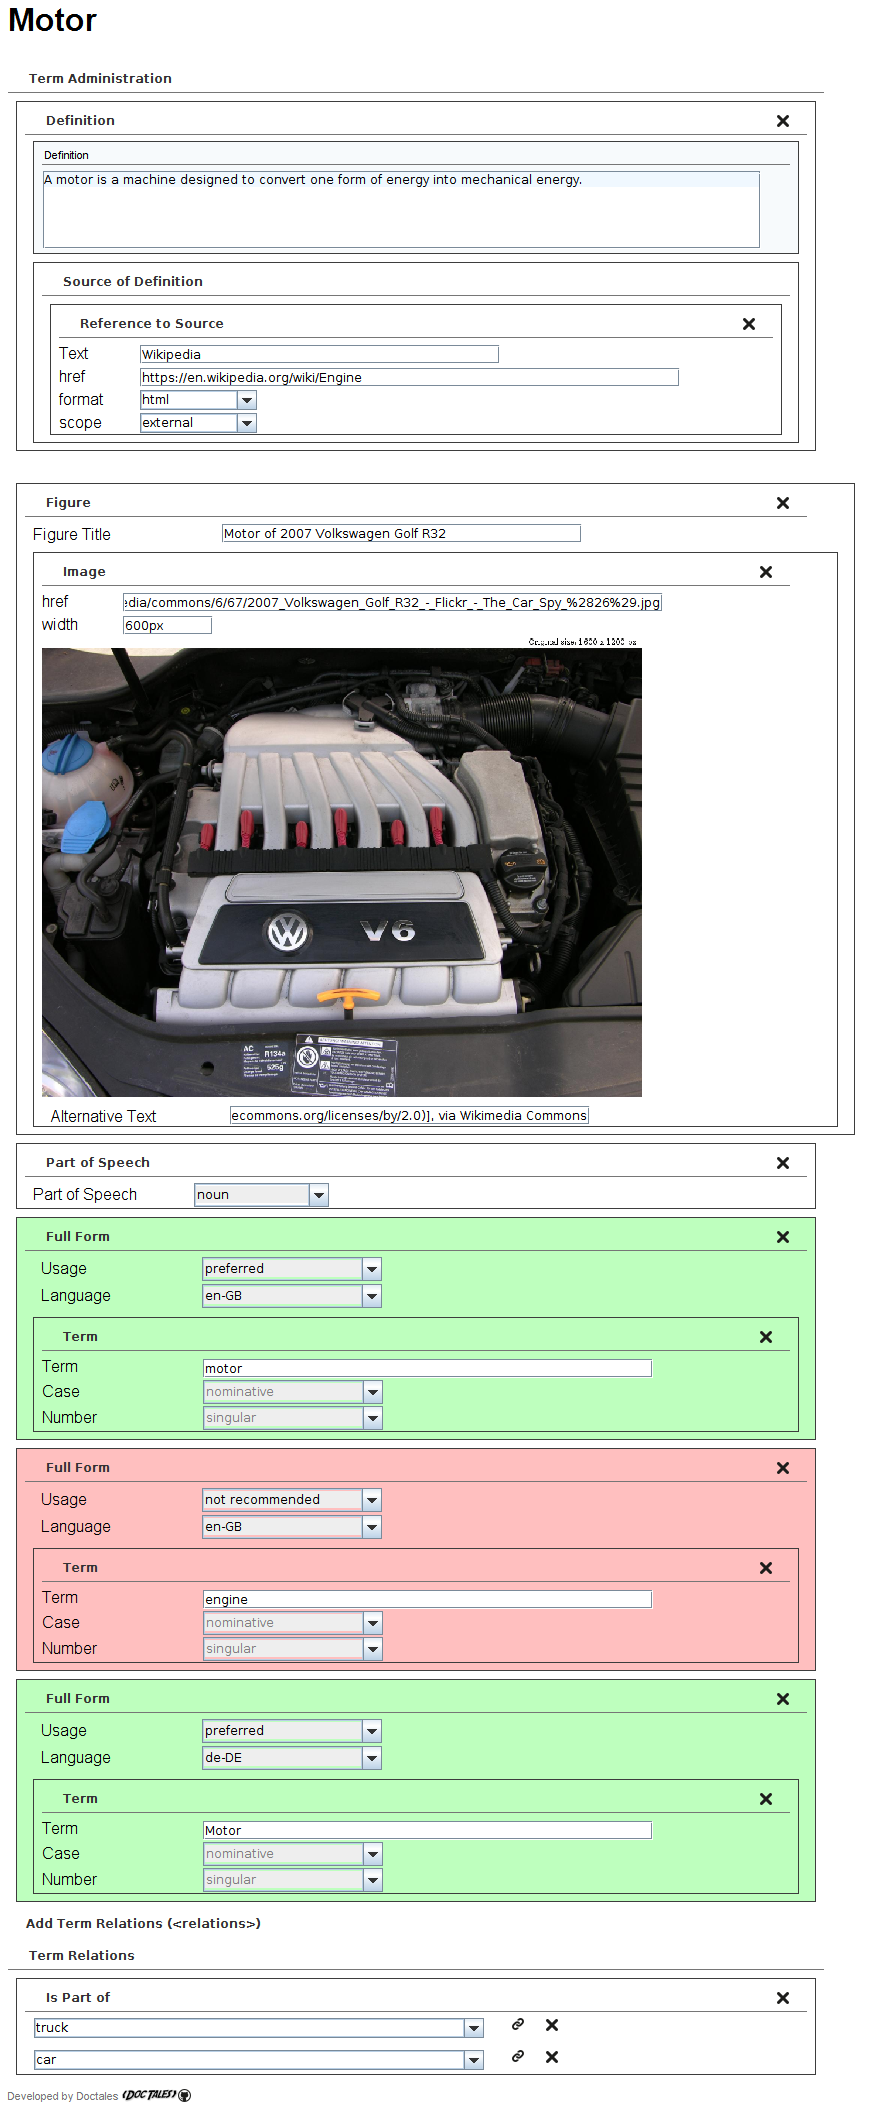 Motor
Term Administration
Definition
Definition
A motor is a machine designed to convert one form of energy into mechanical energy.
Source of Definition
Reference to Source
Text Wikipedia
href https://en.wikipedia.org/wiki/Engine
format html
scope external
Figure
Figure Title Motor of 2007 Volkswagen Golf R32
Image
href edia/commons/6/67/2007_Volkswagen_Golf_R32_-_Flickr_-_The_Car_Spy_%2826%29.jpg
width 600px
Original size: 1600 x 1200 px
V6
AC R134a
525g
Alternative Text ecommons.org/licenses/by/2.0)], via Wikimedia Commons
Part of Speech
Part of Speech noun
Full Form
Usage preferred
Language en-GB
Term
Term motor
Case nominative
Number singular
Full Form
Usage not recommended
Language en-GB
Term
Term engine
Case nominative
Number singular
Full Form
Usage preferred
Language de-DE
Term
Term Motor
Case nominative
Number singular
Add Term Relations (<relations>)
Term Relations
Is Part of
truck
car
Developed by Doctales (DOCTALES)